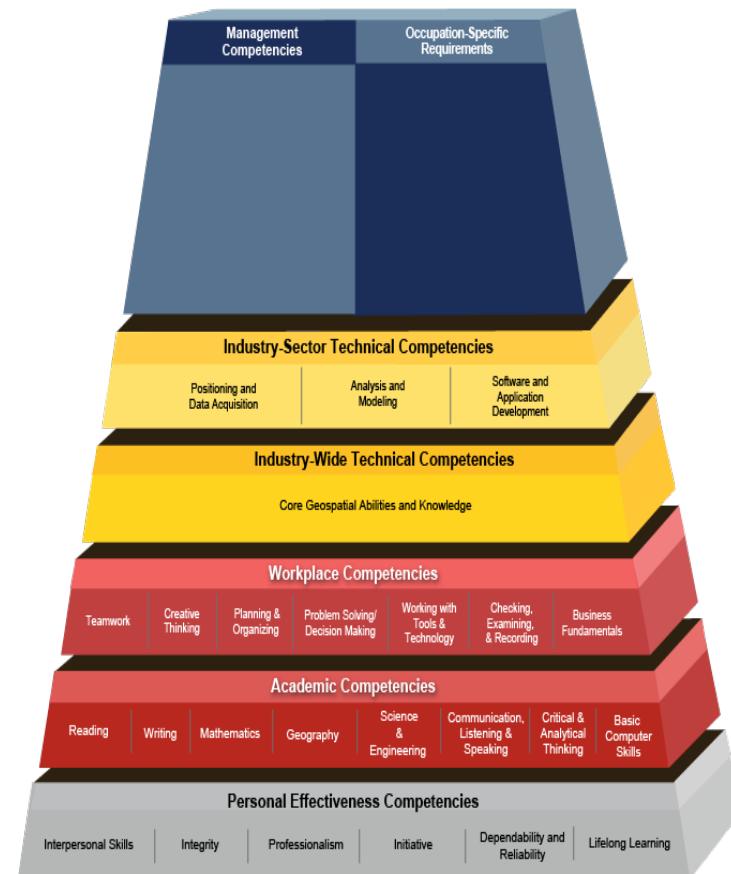 Management
Competencies
Occupation-Specific
Requirements
Industry-Sector Technical Competencies
Positioning and
Data Acquisition
Analysis and
Modeling
Software and
Application
Development
Industry-Wide Technical Competencies
Core Geospatial Abilities and Knowledge
Workplace Competencies
Teamwork
Creative
Thinking
Planning &
Organizing
Problem Solving/
Decision Making
Working with
Tools &
Technology
Checking,
Examining,
& Recording
Business
Fundamentals
Academic Competencies
Reading
Writing
Mathematics
Geography
Science
&
Engineering
Communication,
Listening &
Speaking
Critical &
Analytical
Thinking
Basic
Computer
Skills
Personal Effectiveness Competencies
Interpersonal Skills
Integrity
Professionalism
Initiative
Dependability and
Reliability
Lifelong Learning